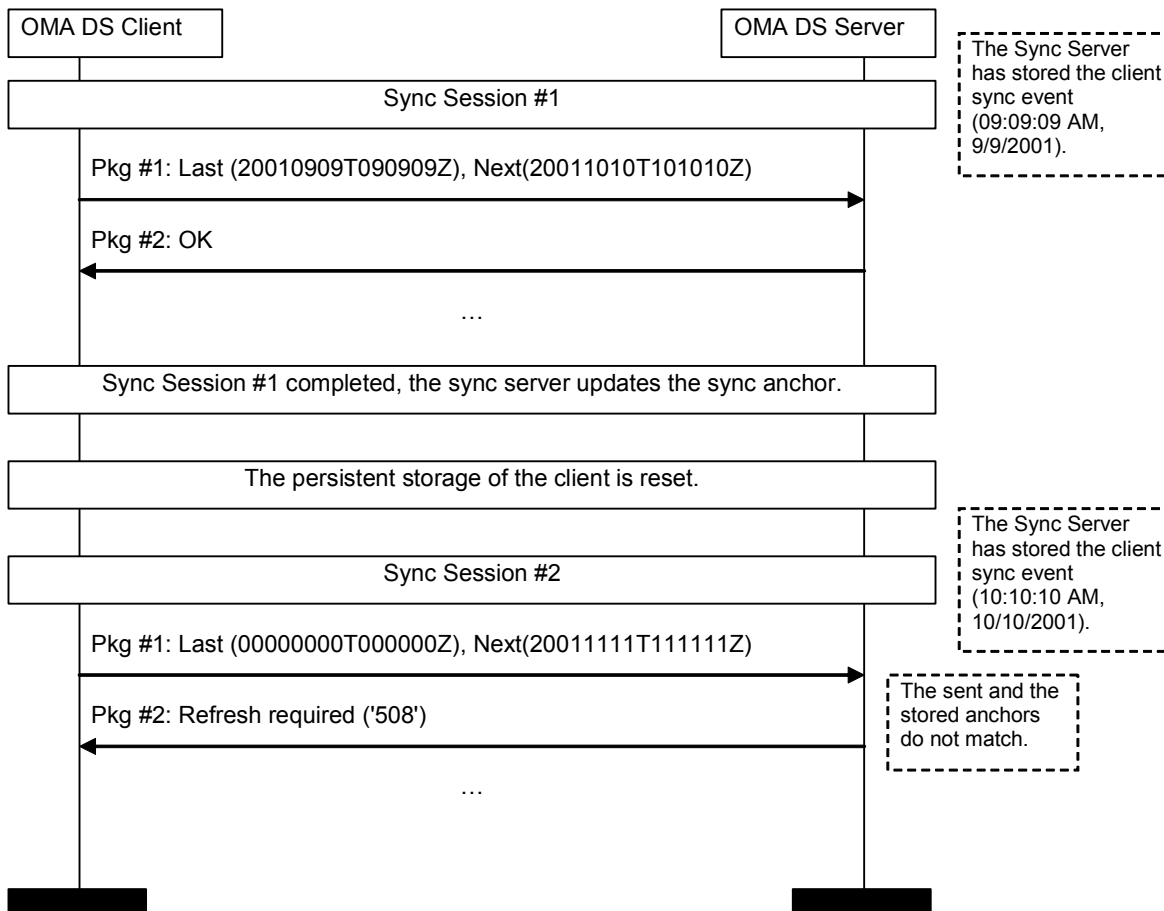 OMA DS Client
OMA DS Server
The Sync Server
has stored the client
sync event
(09:09:09 AM,
9/9/2001).
Sync Session #1
Pkg #1: Last (20010909T090909Z), Next(20011010T101010Z)
Pkg #2: OK
…
Sync Session #1 completed, the sync server updates the sync anchor.
The persistent storage of the client is reset.
The Sync Server
has stored the client
sync event
(10:10:10 AM,
10/10/2001).
Sync Session #2
Pkg #1: Last (00000000T000000Z), Next(20011111T111111Z)
The sent and the
stored anchors
do not match.
Pkg #2: Refresh required ('508')
…